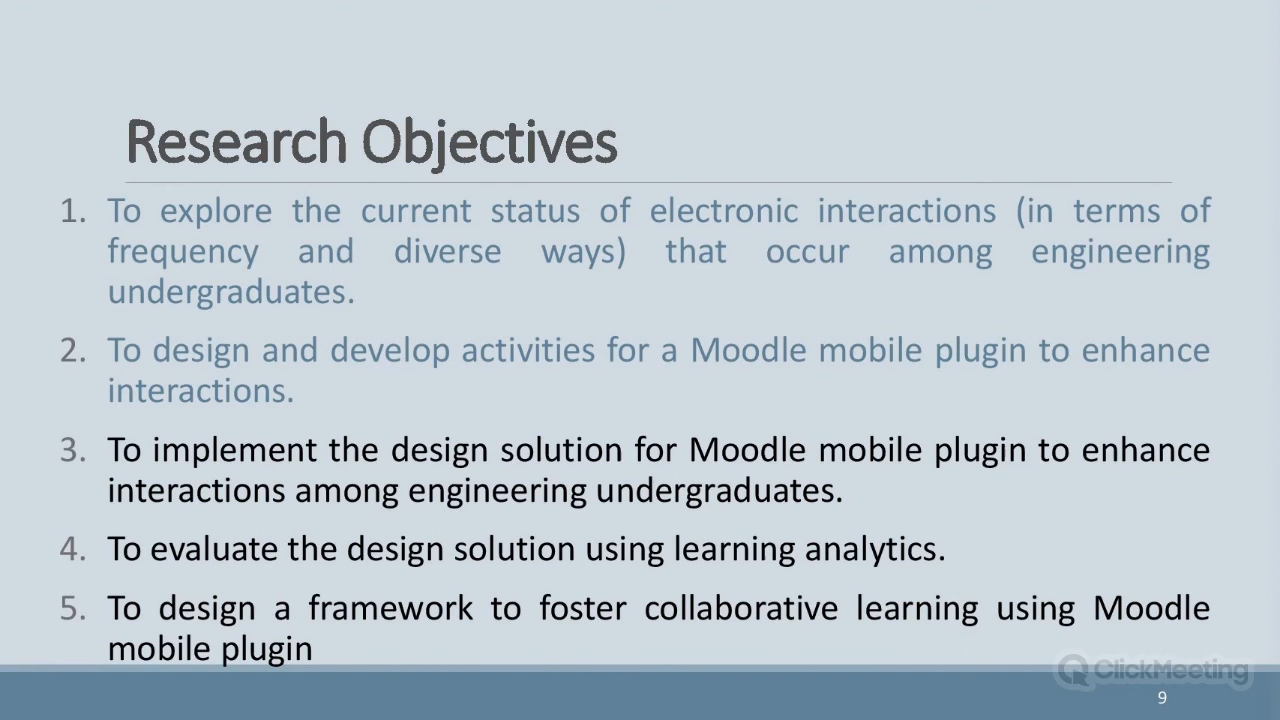 Research Objectives
1. To explore the current status of electronic interactions (in terms of
frequency and diverse ways) that occur among engineering
undergraduates.
2. To design and develop activities for a Moodle mobile plugin to enhance
interactions.
3. To implement the design solution for Moodle mobile plugin to enhance
interactions among engineering undergraduates.
4. To evaluate the design solution using learning analytics.
5. To design a framework to foster collaborative learning using Moodle
mobile plugin
ClickMeeting
9